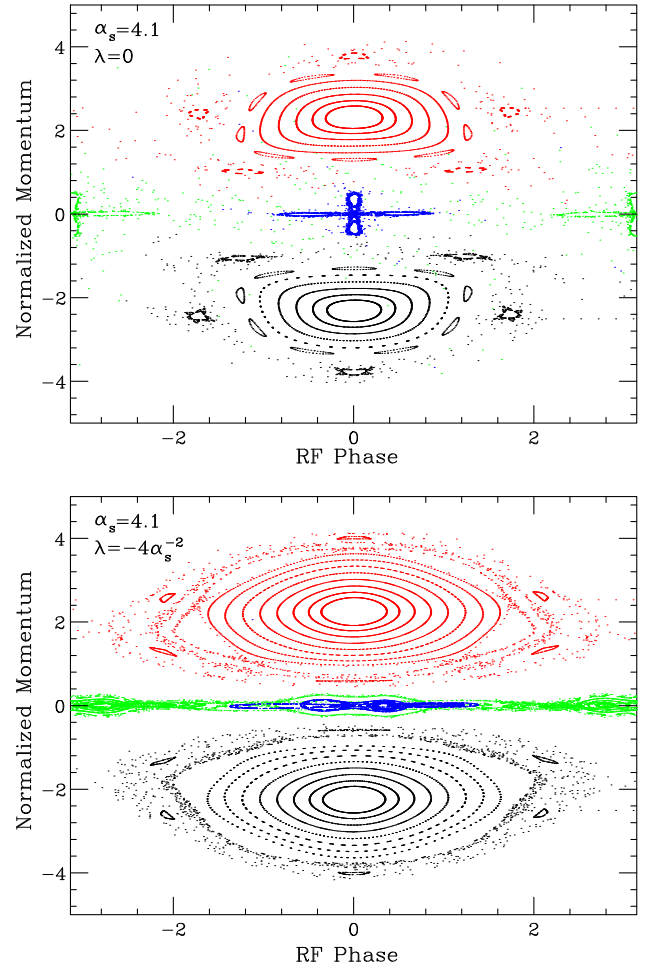 α_s=4.1
λ=0
4
2
0
−2
−4
Normalized Momentum
−2 0 2
RF Phase
α_s=4.1
λ=−4α_s^−2
4
2
0
−2
−4
Normalized Momentum
−2 0 2
RF Phase